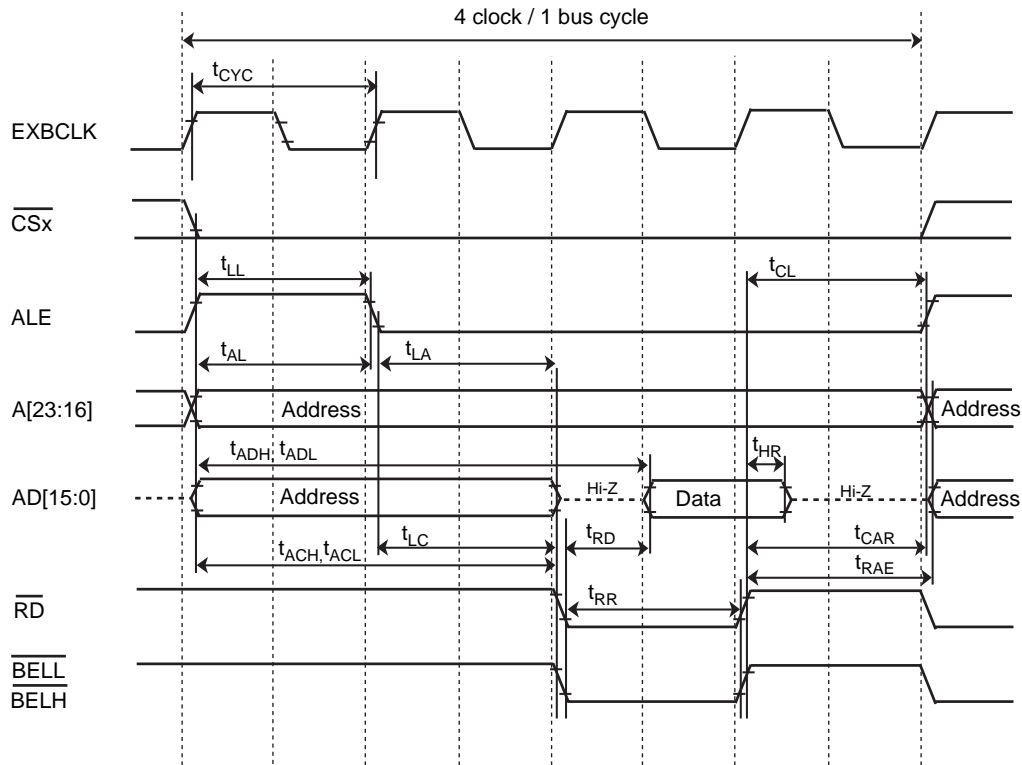 4 clock / 1 bus cycle
tCYC
EXBCLK
CSx
tLL
tCL
ALE
tAL
tLA
A[23:16]
Address
Address
tADH, tADL
tHR
AD[15:0]
Address
Hi-Z
Data
Hi-Z
Address
tLC
tRD
tCAR
tACH,tACL
tRAE
tRR
RD
BELL
BELH